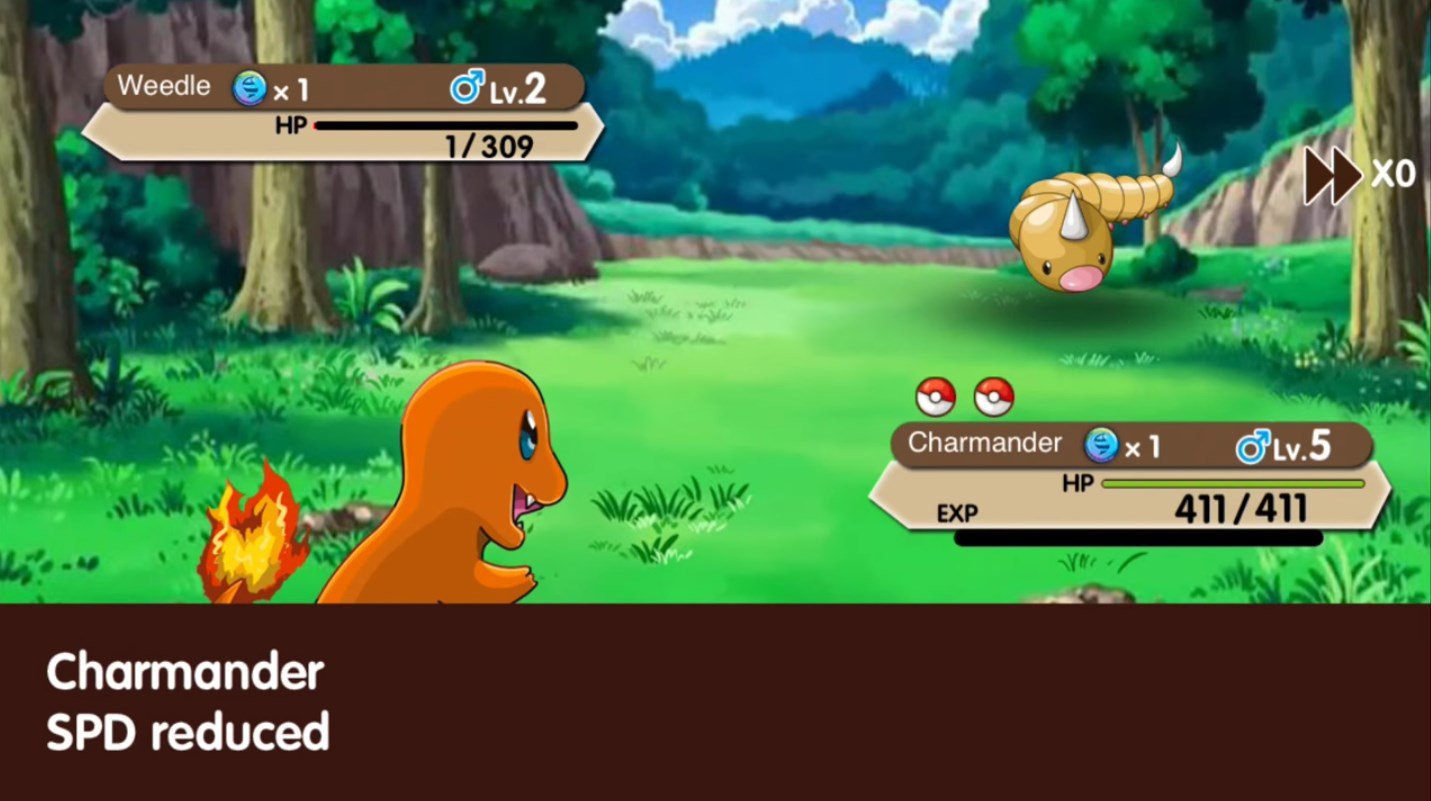 Weedle x 1 ♂ Lv.2
HP
1/309
X0
Charmander x 1 ♂ Lv.5
HP
EXP 411/411
Charmander
SPD reduced